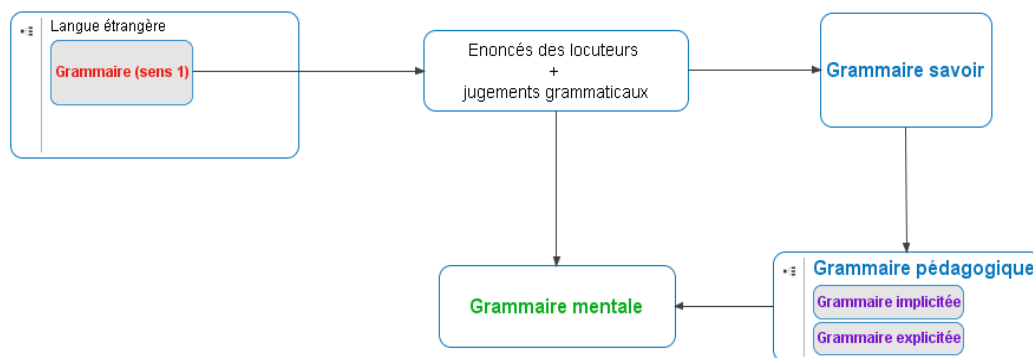 Langue étrangère
Grammaire (sens 1)
Enoncés des locuteurs
+
jugements grammaticaux
Grammaire savoir
Grammaire mentale
Grammaire pédagogique
Grammaire implicitée
Grammaire explicitée